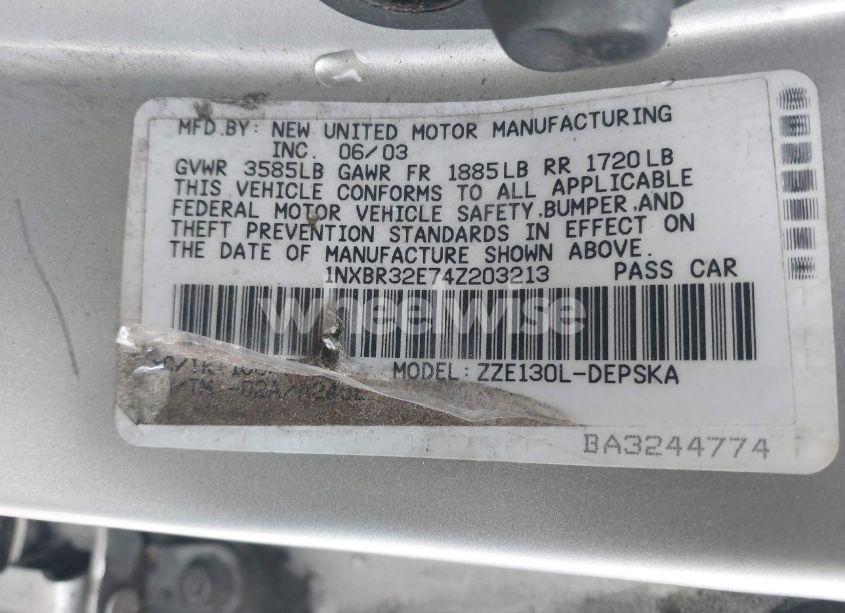 MFD.BY: NEW UNITED MOTOR MANUFACTURING
INC. 06/03
GVWR 3585LB GAWR FR 1885LB RR 1720LB
THIS VEHICLE CONFORMS TO ALL APPLICABLE
FEDERAL MOTOR VEHICLE SAFETY,BUMPER,AND
THEFT PREVENTION STANDARDS IN EFFECT ON
THE DATE OF MANUFACTURE SHOWN ABOVE.
1NXBR32E74Z203213 PASS CAR
wheelwise
MODEL: ZZE130L-DEPSKA
BA3244774